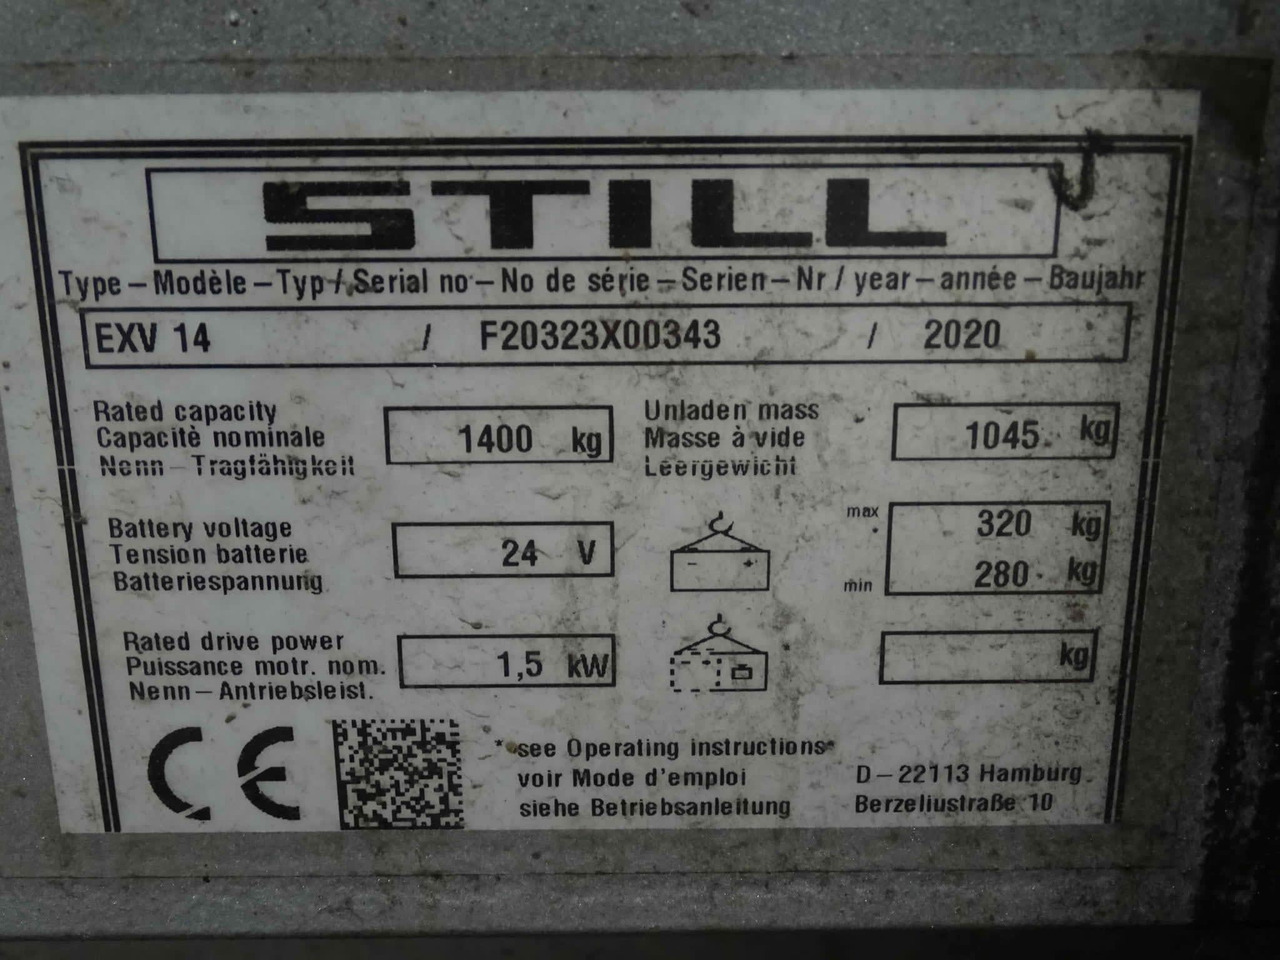 STILL
Type – Modèle – Typ / Serial no – No de série – Serien – Nr / year – année – Baujahr
EXV 14 / F20323X00343 / 2020
Rated capacity
Capacitè nominale
Nenn – Tragfähigkeit
1400 kg
Unladen mass
Masse à vide
Leergewicht
1045 kg
Battery voltage
Tension batterie
Batteriespannung
24 V
max
*
min
320 kg
280 kg
Rated drive power
Puissance motr. nom.
Nenn – Antriebsleist.
1,5 kW
kg
CE
* see Operating instructions
voir Mode d'emploi
siehe Betriebsanleitung
D – 22113 Hamburg
Berzeliustraße 10